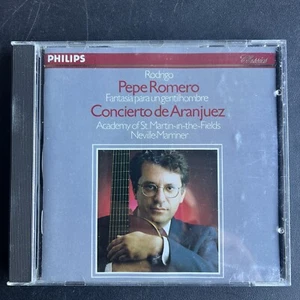 PHILIPS
Classics
Rodrigo
Pepe Romero
Fantasía para un gentilhombre
Concierto de Aranjuez
Academy of St. Martin-in-the-Fields
Neville Marriner